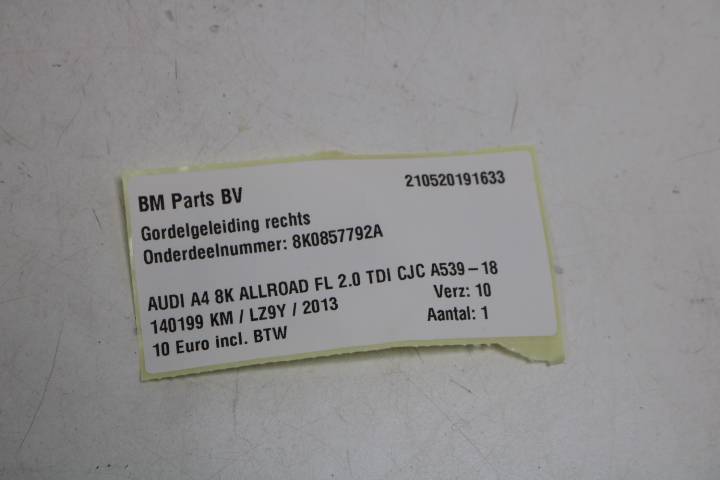 BM Parts BV 210520191633
Gordelgeleiding rechts
Onderdeelnummer: 8K0857792A
AUDI A4 8K ALLROAD FL 2.0 TDI CJC A539-18
140199 KM / LZ9Y / 2013 Verz: 10
10 Euro incl. BTW Aantal: 1